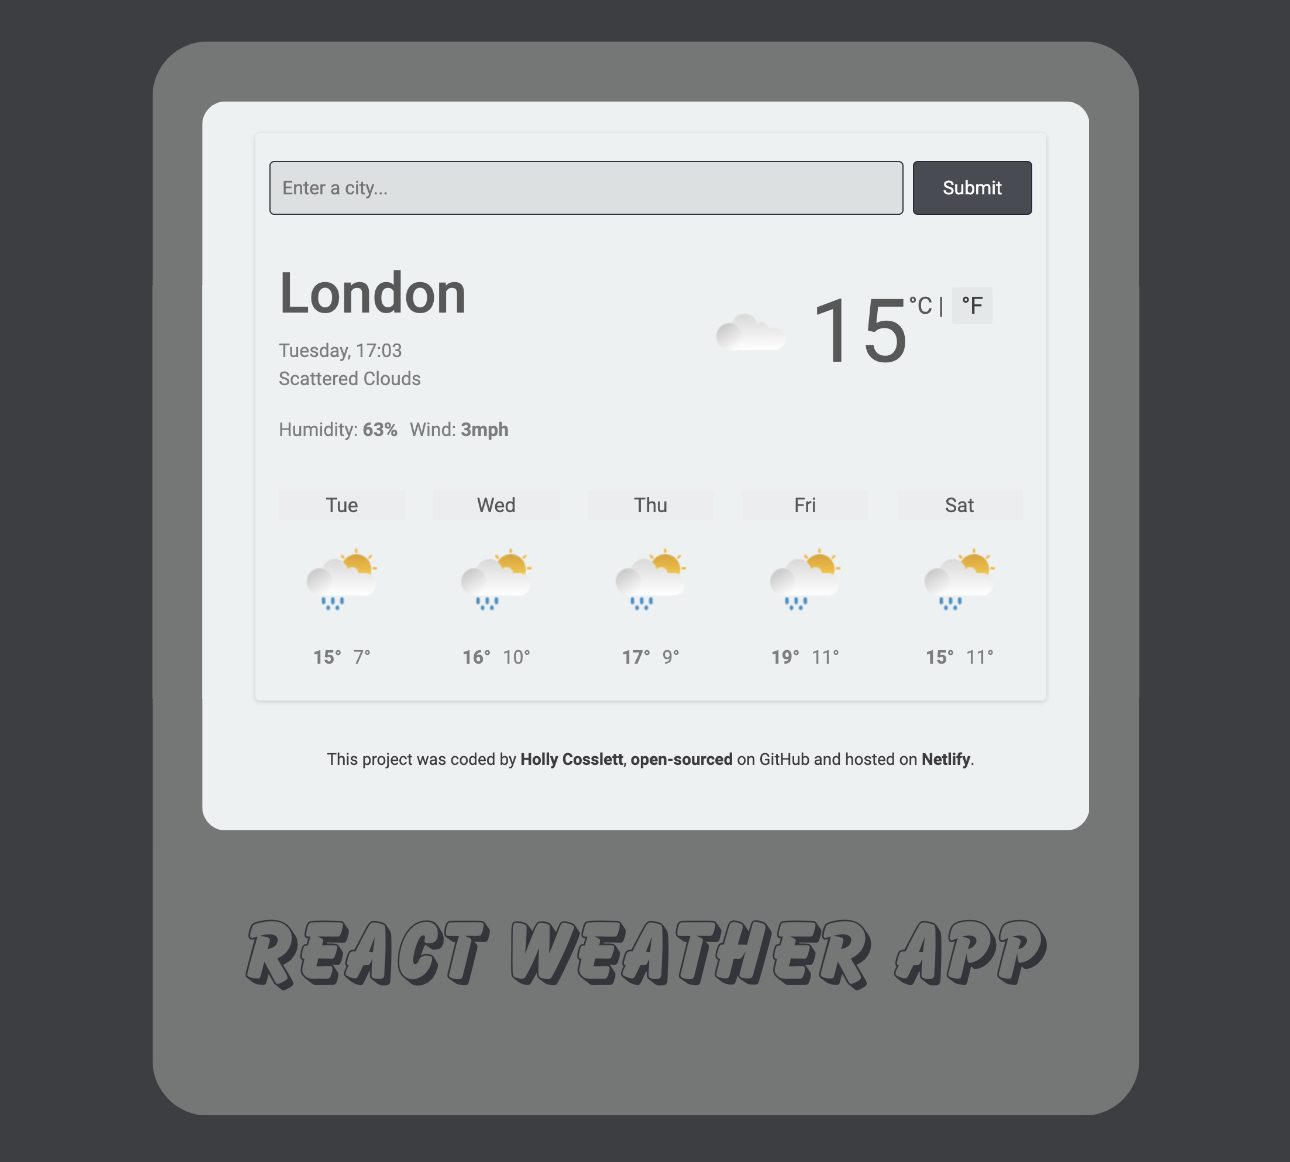 Enter a city...
Submit
London
15 °C | °F
Tuesday, 17:03
Scattered Clouds
Humidity: 63% Wind: 3mph
Tue Wed Thu Fri Sat
15° 7° 16° 10° 17° 9° 19° 11° 15° 11°
This project was coded by Holly Cosslett, open-sourced on GitHub and hosted on Netlify.
REACT WEATHER APP